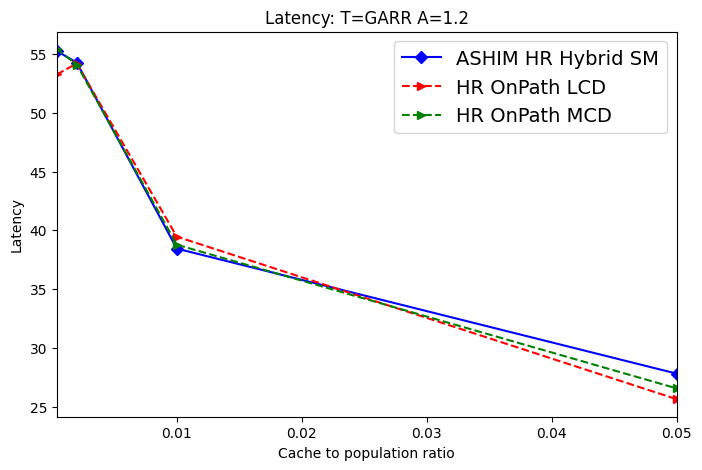 Latency: T=GARR A=1.2
ASHIM HR Hybrid SM
HR OnPath LCD
HR OnPath MCD
Latency
55
50
45
40
35
30
25
0.01
0.02
0.03
0.04
0.05
Cache to population ratio